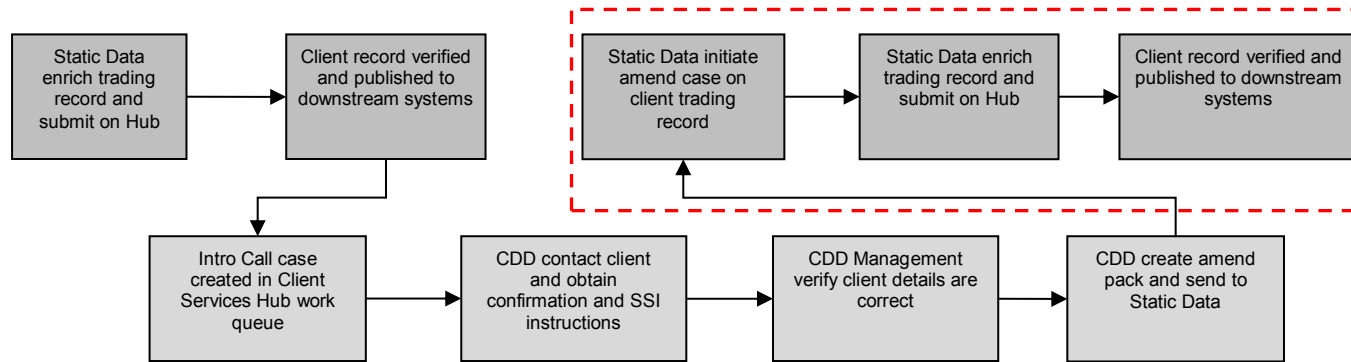 Static Data
enrich trading
record and
submit on Hub
Client record verified
and published to
downstream systems
Static Data initiate
amend case on
client trading
record
Static Data enrich
trading record and
submit on Hub
Client record verified and
published to downstream
systems
Intro Call case
created in Client
Services Hub work
queue
CDD contact client
and obtain
confirmation and SSI
instructions
CDD Management
verify client details are
correct
CDD create amend
pack and send to
Static Data